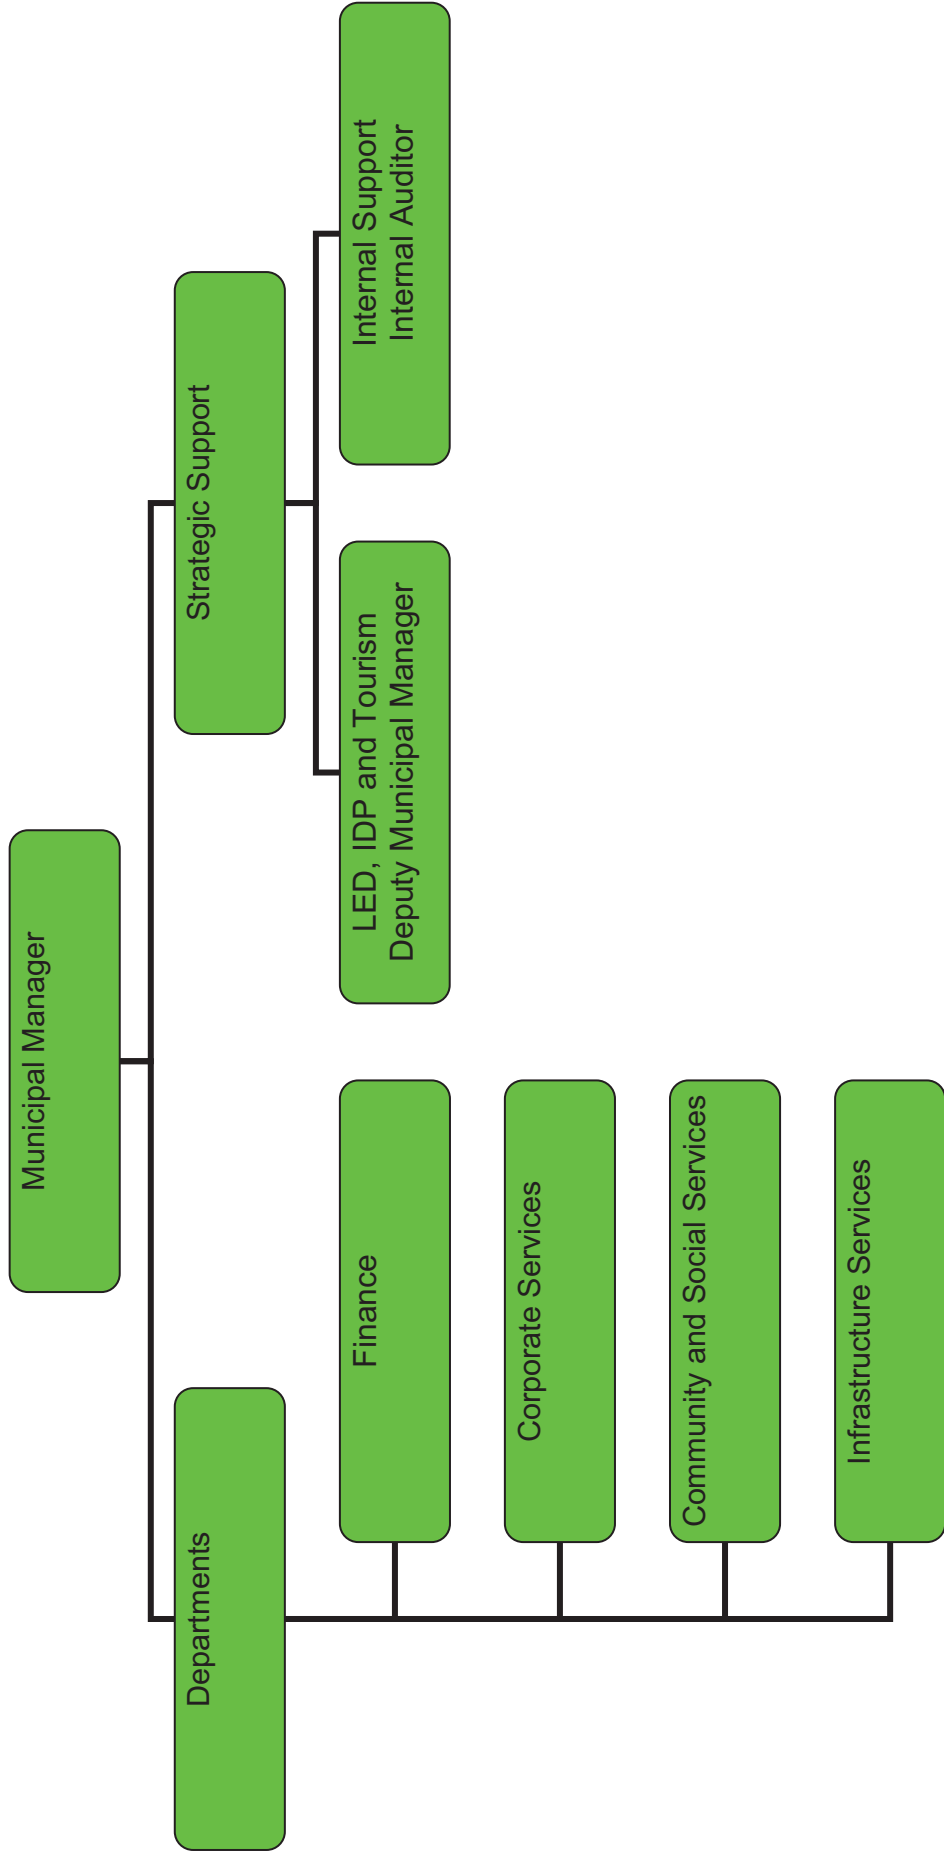 Municipal Manager
Departments
Strategic Support
Finance
Corporate Services
Community and Social Services
Infrastructure Services
LED, IDP and Tourism
Deputy Municipal Manager
Internal Support
Internal Auditor